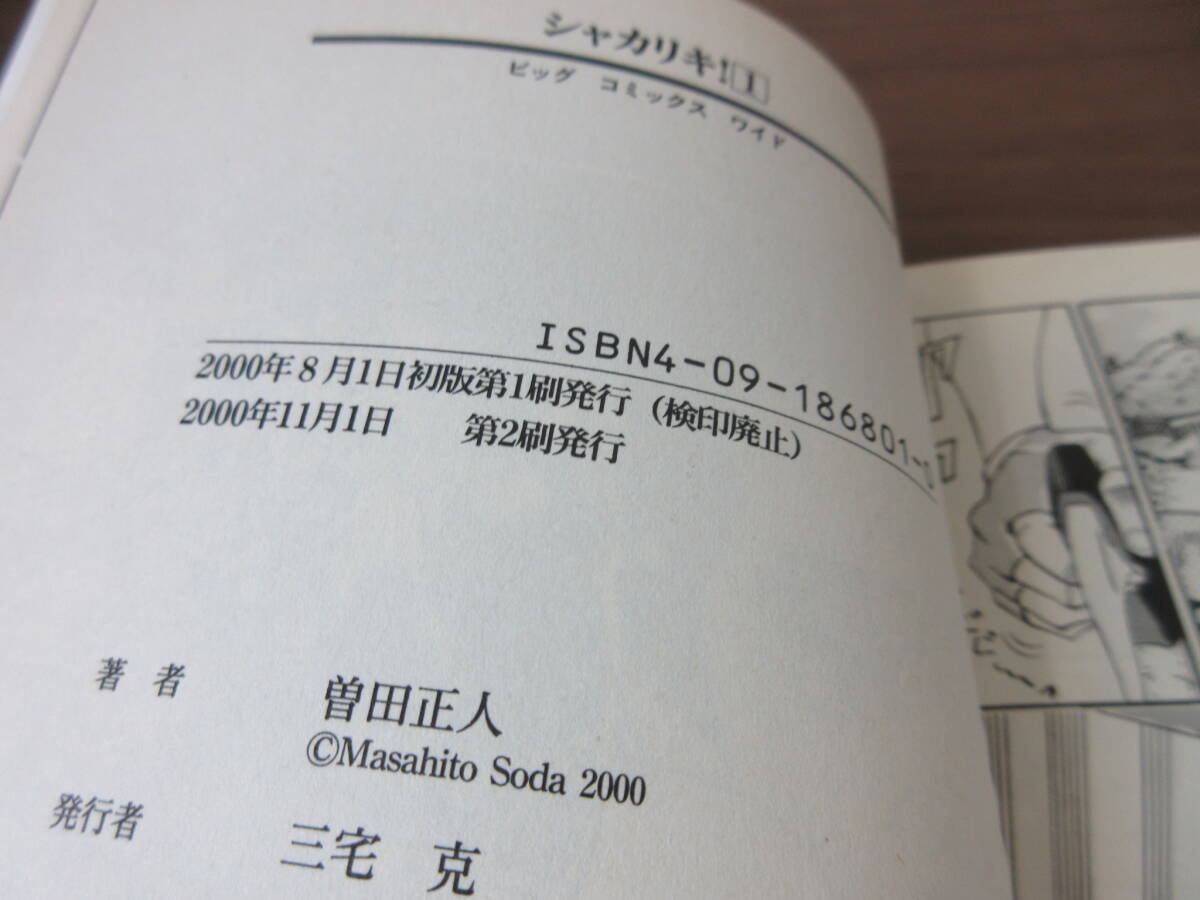 シャカリキ!1
ビッグ コミックス ワイド
ISBN4-09-186801-0
2000年8月1日初版第1刷発行（検印廃止）
2000年11月1日 第2刷発行
著者 曽田正人
©Masahito Soda 2000
発行者 三宅 克